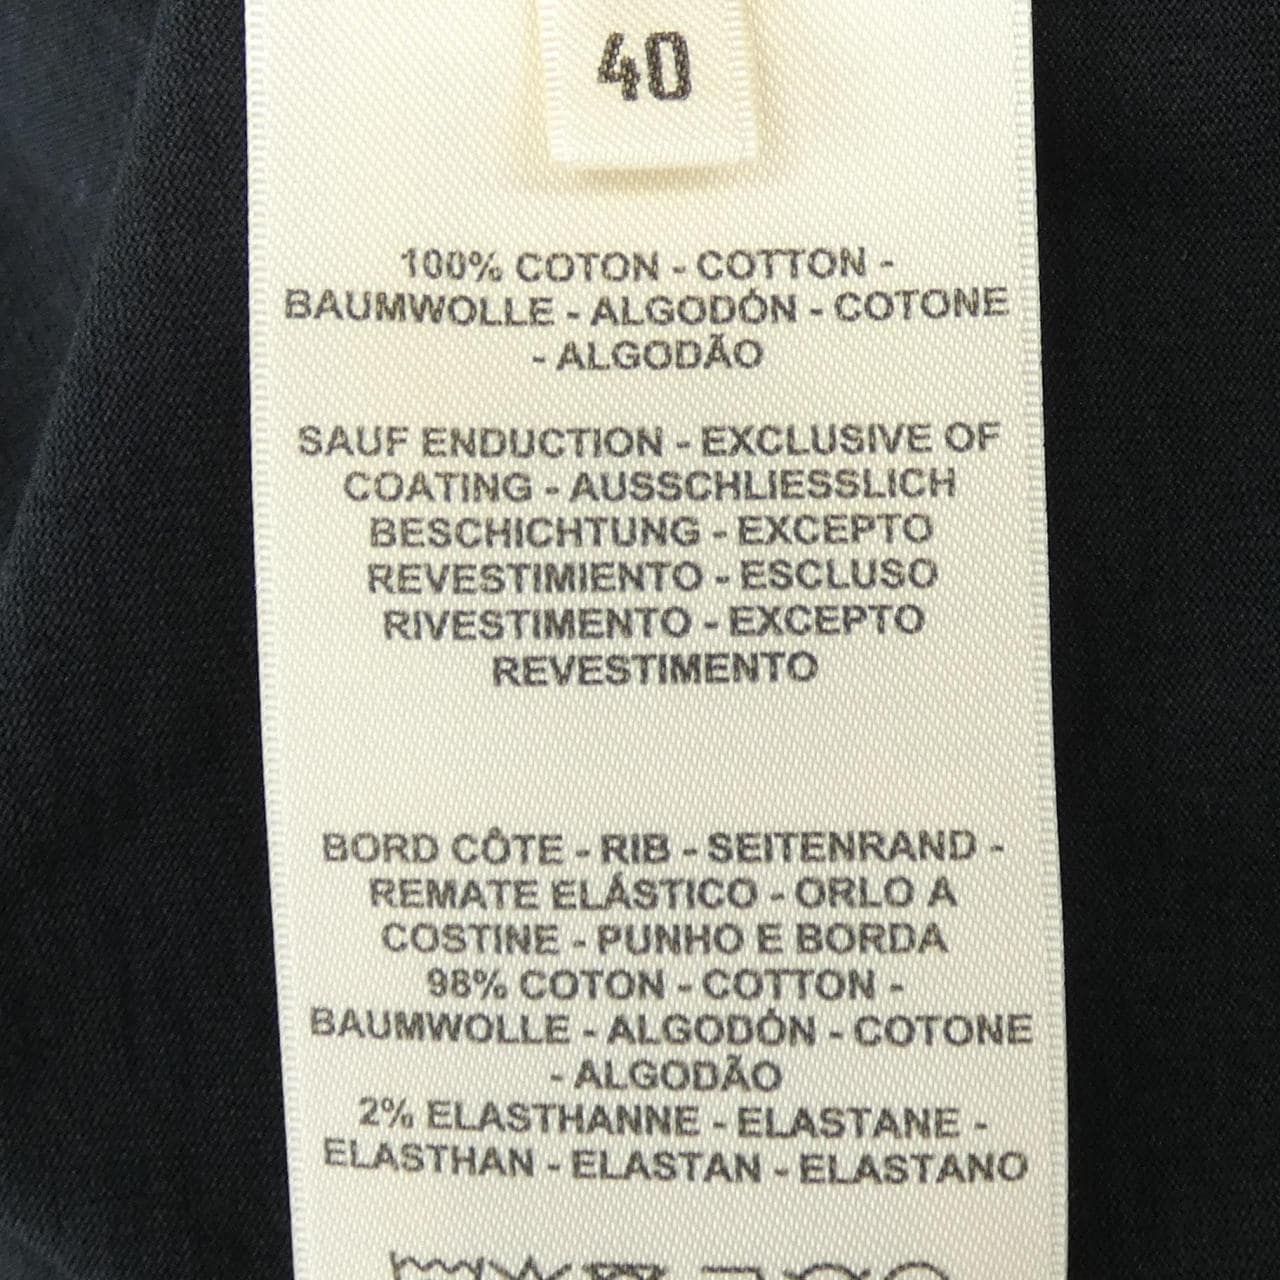 40
100% COTON - COTTON -
BAUMWOLLE - ALGODÓN - COTONE
- ALGODÃO
SAUF ENDUCTION - EXCLUSIVE OF
COATING - AUSSCHLIESSLICH
BESCHICHTUNG - EXCEPTO
REVESTIMIENTO - ESCLUSO
RIVESTIMENTO - EXCEPTO
REVESTIMENTO
BORD CÔTE - RIB - SEITENRAND -
REMATE ELÁSTICO - ORLO A
COSTINE - PUNHO E BORDA
98% COTON - COTTON -
BAUMWOLLE - ALGODÓN - COTONE
- ALGODÃO
2% ELASTHANNE - ELASTANE -
ELASTHAN - ELASTAN - ELASTANO